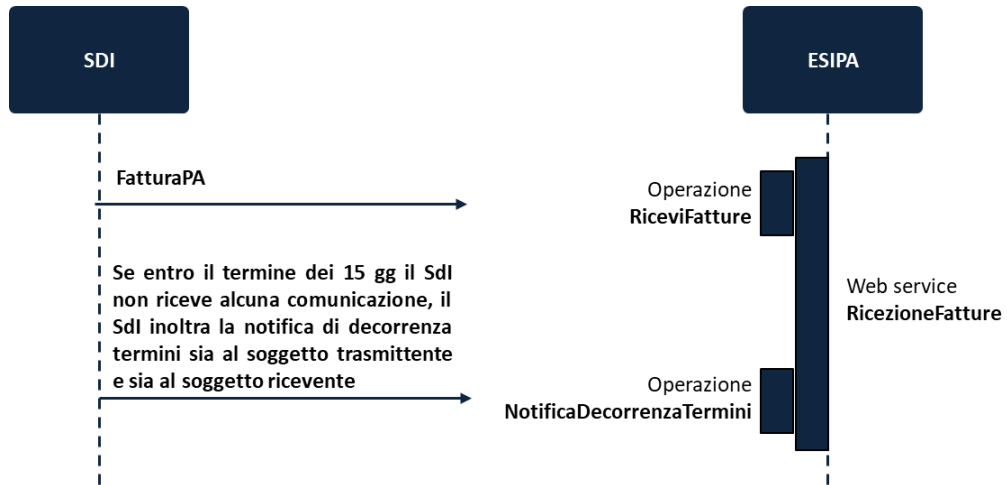 SDI
ESIPA
FatturaPA
Operazione
RiceviFatture
Se entro il termine dei 15 gg il SdI
non riceve alcuna comunicazione, il
SdI inoltra la notifica di decorrenza
termini sia al soggetto trasmittente
e sia al soggetto ricevente
Web service
RicezioneFatture
Operazione
NotificaDecorrenzaTermini